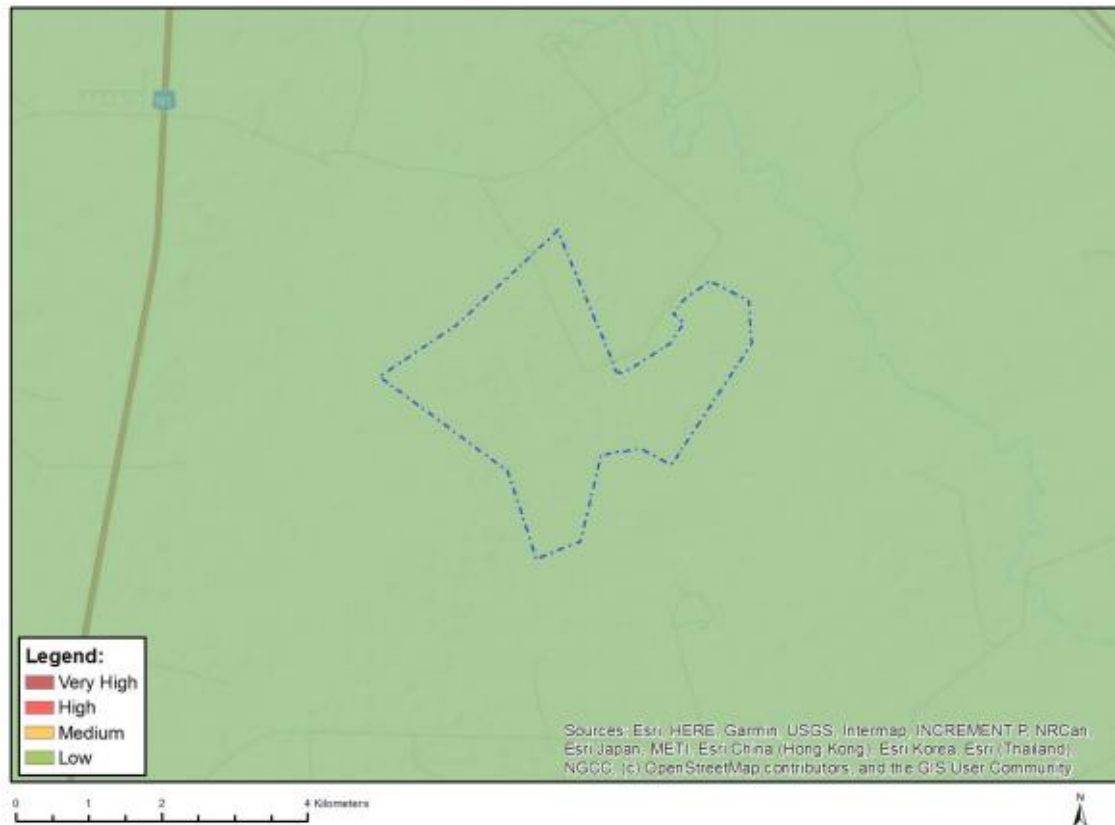 Legend:
Very High
High
Medium
Low
Sources: Esri, HERE, Garmin, USGS, Intermap, INCREMENT P, NRCan,
Esri Japan, METI, Esri China (Hong Kong), Esri Korea, Esri (Thailand),
NGCC, (c) OpenStreetMap contributors, and the GIS User Community
0 1 2 4 Kilometers
N